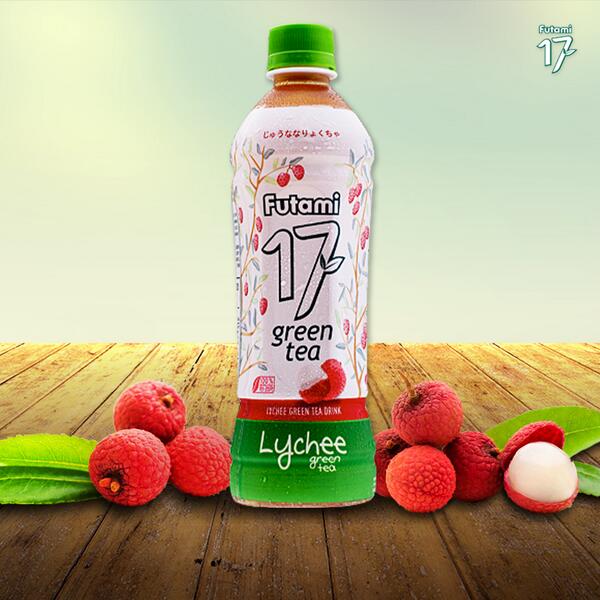 Futami
17
じゅうななりょくちゃ
Futami
17
green
tea
LYCHEE GREEN TEA DRINK
Lychee
green
tea